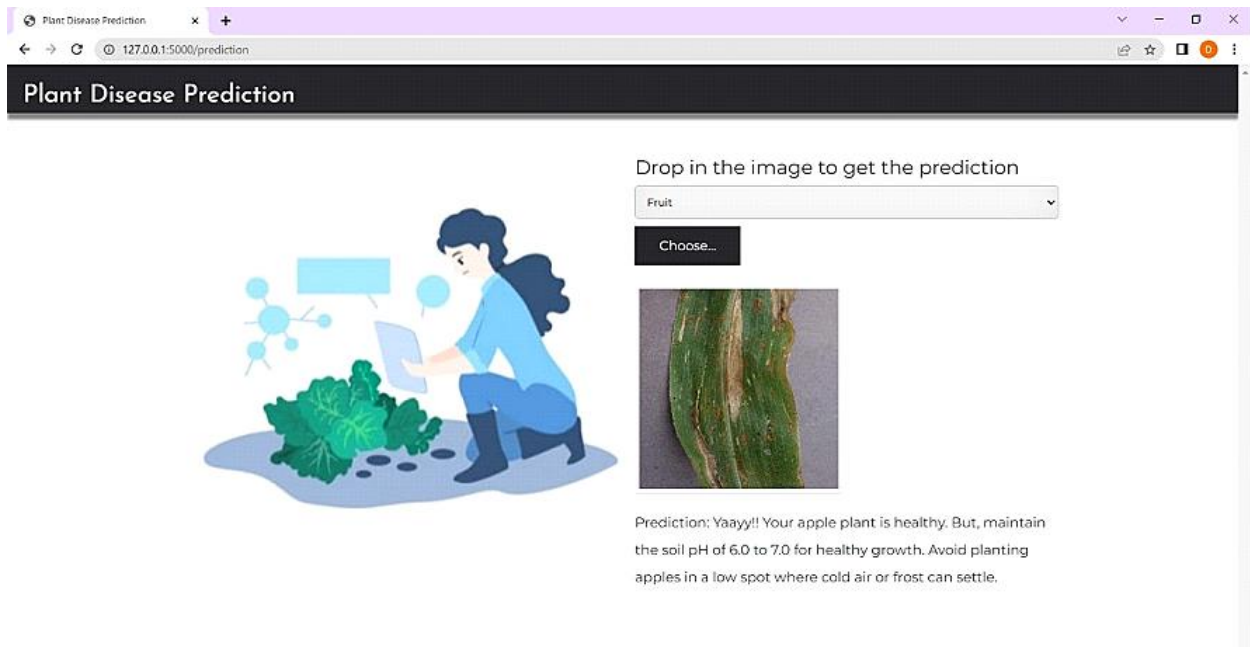 Plant Disease Prediction
127.0.0.1:5000/prediction
D
Plant Disease Prediction
Drop in the image to get the prediction
Fruit
Choose...
Prediction: Yaayy!! Your apple plant is healthy. But, maintain
the soil pH of 6.0 to 7.0 for healthy growth. Avoid planting
apples in a low spot where cold air or frost can settle.